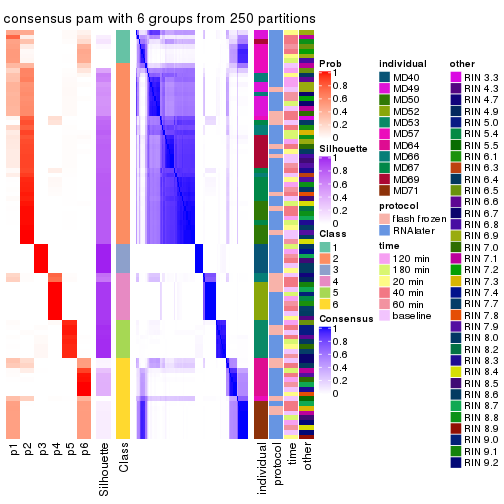 consensus pam with 6 groups from 250 partitions
Prob
1
0.8
0.6
0.4
0.2
0
Silhouette
1
0.8
0.6
0.4
0.2
0
Class
1
2
3
4
5
6
Consensus
1
0.8
0.6
0.4
0.2
0
individual
MD40
MD49
MD50
MD52
MD53
MD57
MD64
MD66
MD67
MD69
MD71
protocol
flash frozen
RNAlater
time
120 min
180 min
20 min
40 min
60 min
baseline
other
RIN 3.3
RIN 4.3
RIN 4.7
RIN 4.9
RIN 5.0
RIN 5.4
RIN 5.5
RIN 6.1
RIN 6.3
RIN 6.4
RIN 6.5
RIN 6.6
RIN 6.7
RIN 6.8
RIN 6.9
RIN 7.0
RIN 7.1
RIN 7.2
RIN 7.3
RIN 7.4
RIN 7.7
RIN 7.8
RIN 7.9
RIN 8.0
RIN 8.2
RIN 8.3
RIN 8.4
RIN 8.5
RIN 8.6
RIN 8.7
RIN 8.8
RIN 8.9
RIN 9.0
RIN 9.1
RIN 9.2
p1
p2
p3
p4
p5
p6
Silhouette
Class
individual
protocol
time
other